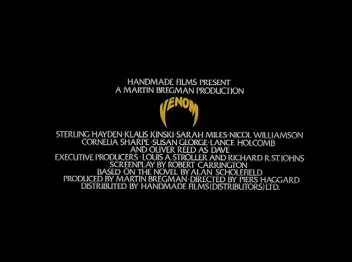 HANDMADE FILMS PRESENT
A MARTIN BREGMAN PRODUCTION
VENOM
STERLING HAYDEN·KLAUS KINSKI·SARAH MILES·NICOL WILLIAMSON
CORNELIA SHARPE·SUSAN GEORGE·LANCE HOLCOMB
AND OLIVER REED AS DAVE
EXECUTIVE PRODUCERS·LOUIS A.STROLLER AND RICHARD R.ST.JOHNS
SCREENPLAY BY ROBERT CARRINGTON
BASED ON THE NOVEL BY ALAN SCHOLEFIELD
PRODUCED BY MARTIN BREGMAN·DIRECTED BY PIERS HAGGARD
DISTRIBUTED BY HANDMADE FILMS (DISTRIBUTORS) LTD.